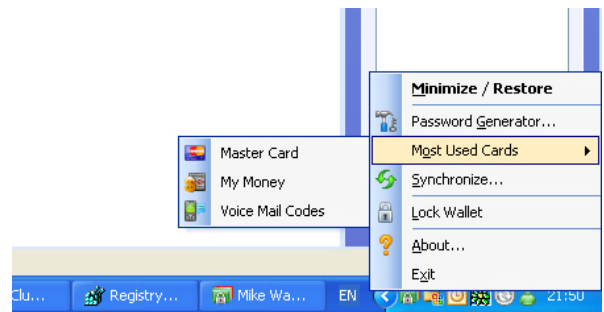 Minimize / Restore
Password Generator...
Most Used Cards
Master Card
My Money
Voice Mail Codes
Synchronize...
Lock Wallet
About...
Exit
Clu...
Registry...
Mike Wa...
EN
21:50